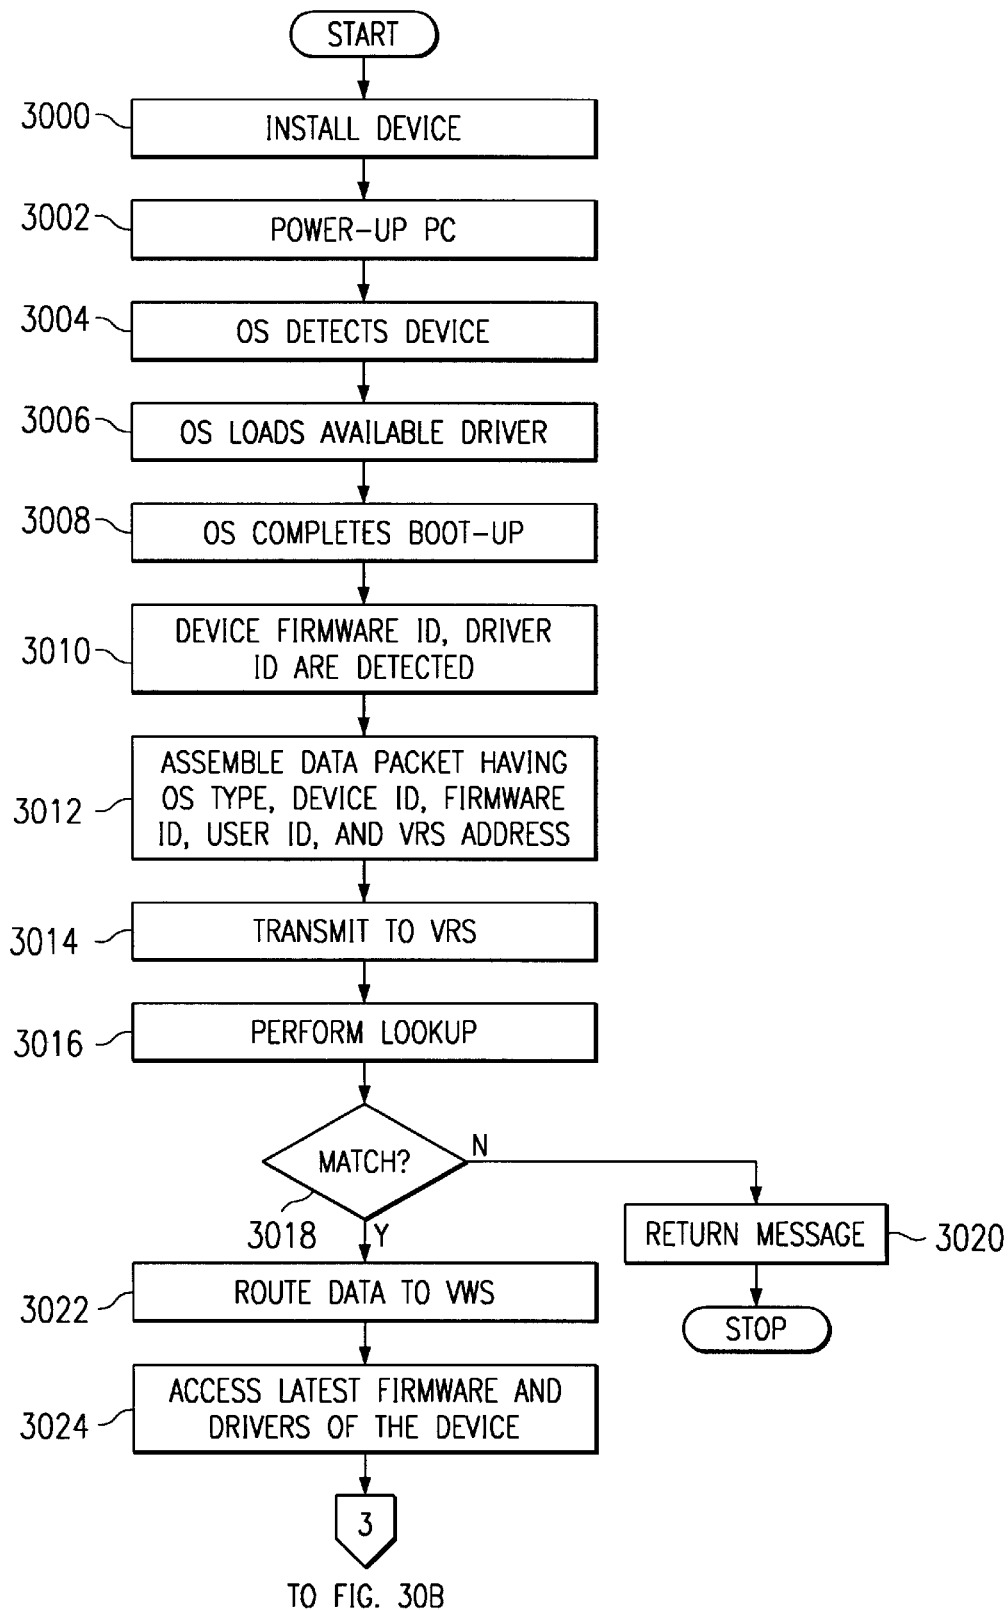 START
3000
INSTALL DEVICE
3002
POWER-UP PC
3004
OS DETECTS DEVICE
3006
OS LOADS AVAILABLE DRIVER
3008
OS COMPLETES BOOT-UP
3010
DEVICE FIRMWARE ID, DRIVER
ID ARE DETECTED
3012
ASSEMBLE DATA PACKET HAVING
OS TYPE, DEVICE ID, FIRMWARE
ID, USER ID, AND VRS ADDRESS
3014
TRANSMIT TO VRS
3016
PERFORM LOOKUP
MATCH?
N
3018
Y
RETURN MESSAGE
3020
STOP
3022
ROUTE DATA TO VWS
3024
ACCESS LATEST FIRMWARE AND
DRIVERS OF THE DEVICE
3
TO FIG. 30B